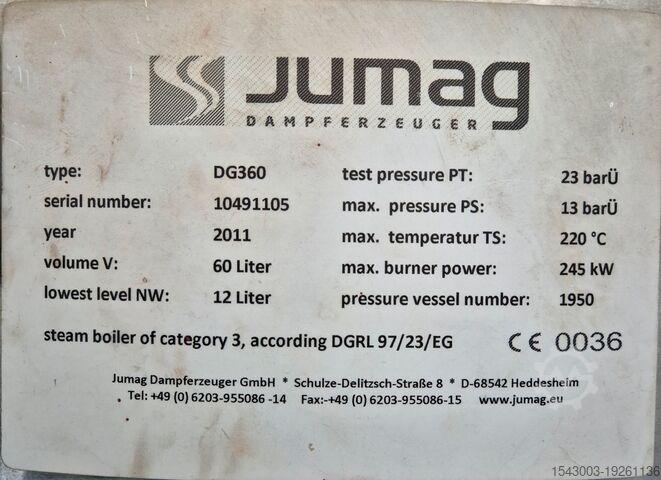 Jumag
DAMPFERZEUGER
type: DG360 test pressure PT: 23 barÜ
serial number: 10491105 max. pressure PS: 13 barÜ
year 2011 max. temperatur TS: 220 °C
volume V: 60 Liter max. burner power: 245 kW
lowest level NW: 12 Liter pressure vessel number: 1950
steam boiler of category 3, according DGRL 97/23/EG CE 0036
Jumag Dampferzeuger GmbH * Schulze-Delitzsch-Straße 8 * D-68542 Heddesheim
Tel: +49 (0) 6203-955086 -14 Fax:-+49 (0) 6203-955086-15 www.jumag.eu
1543003-19261136